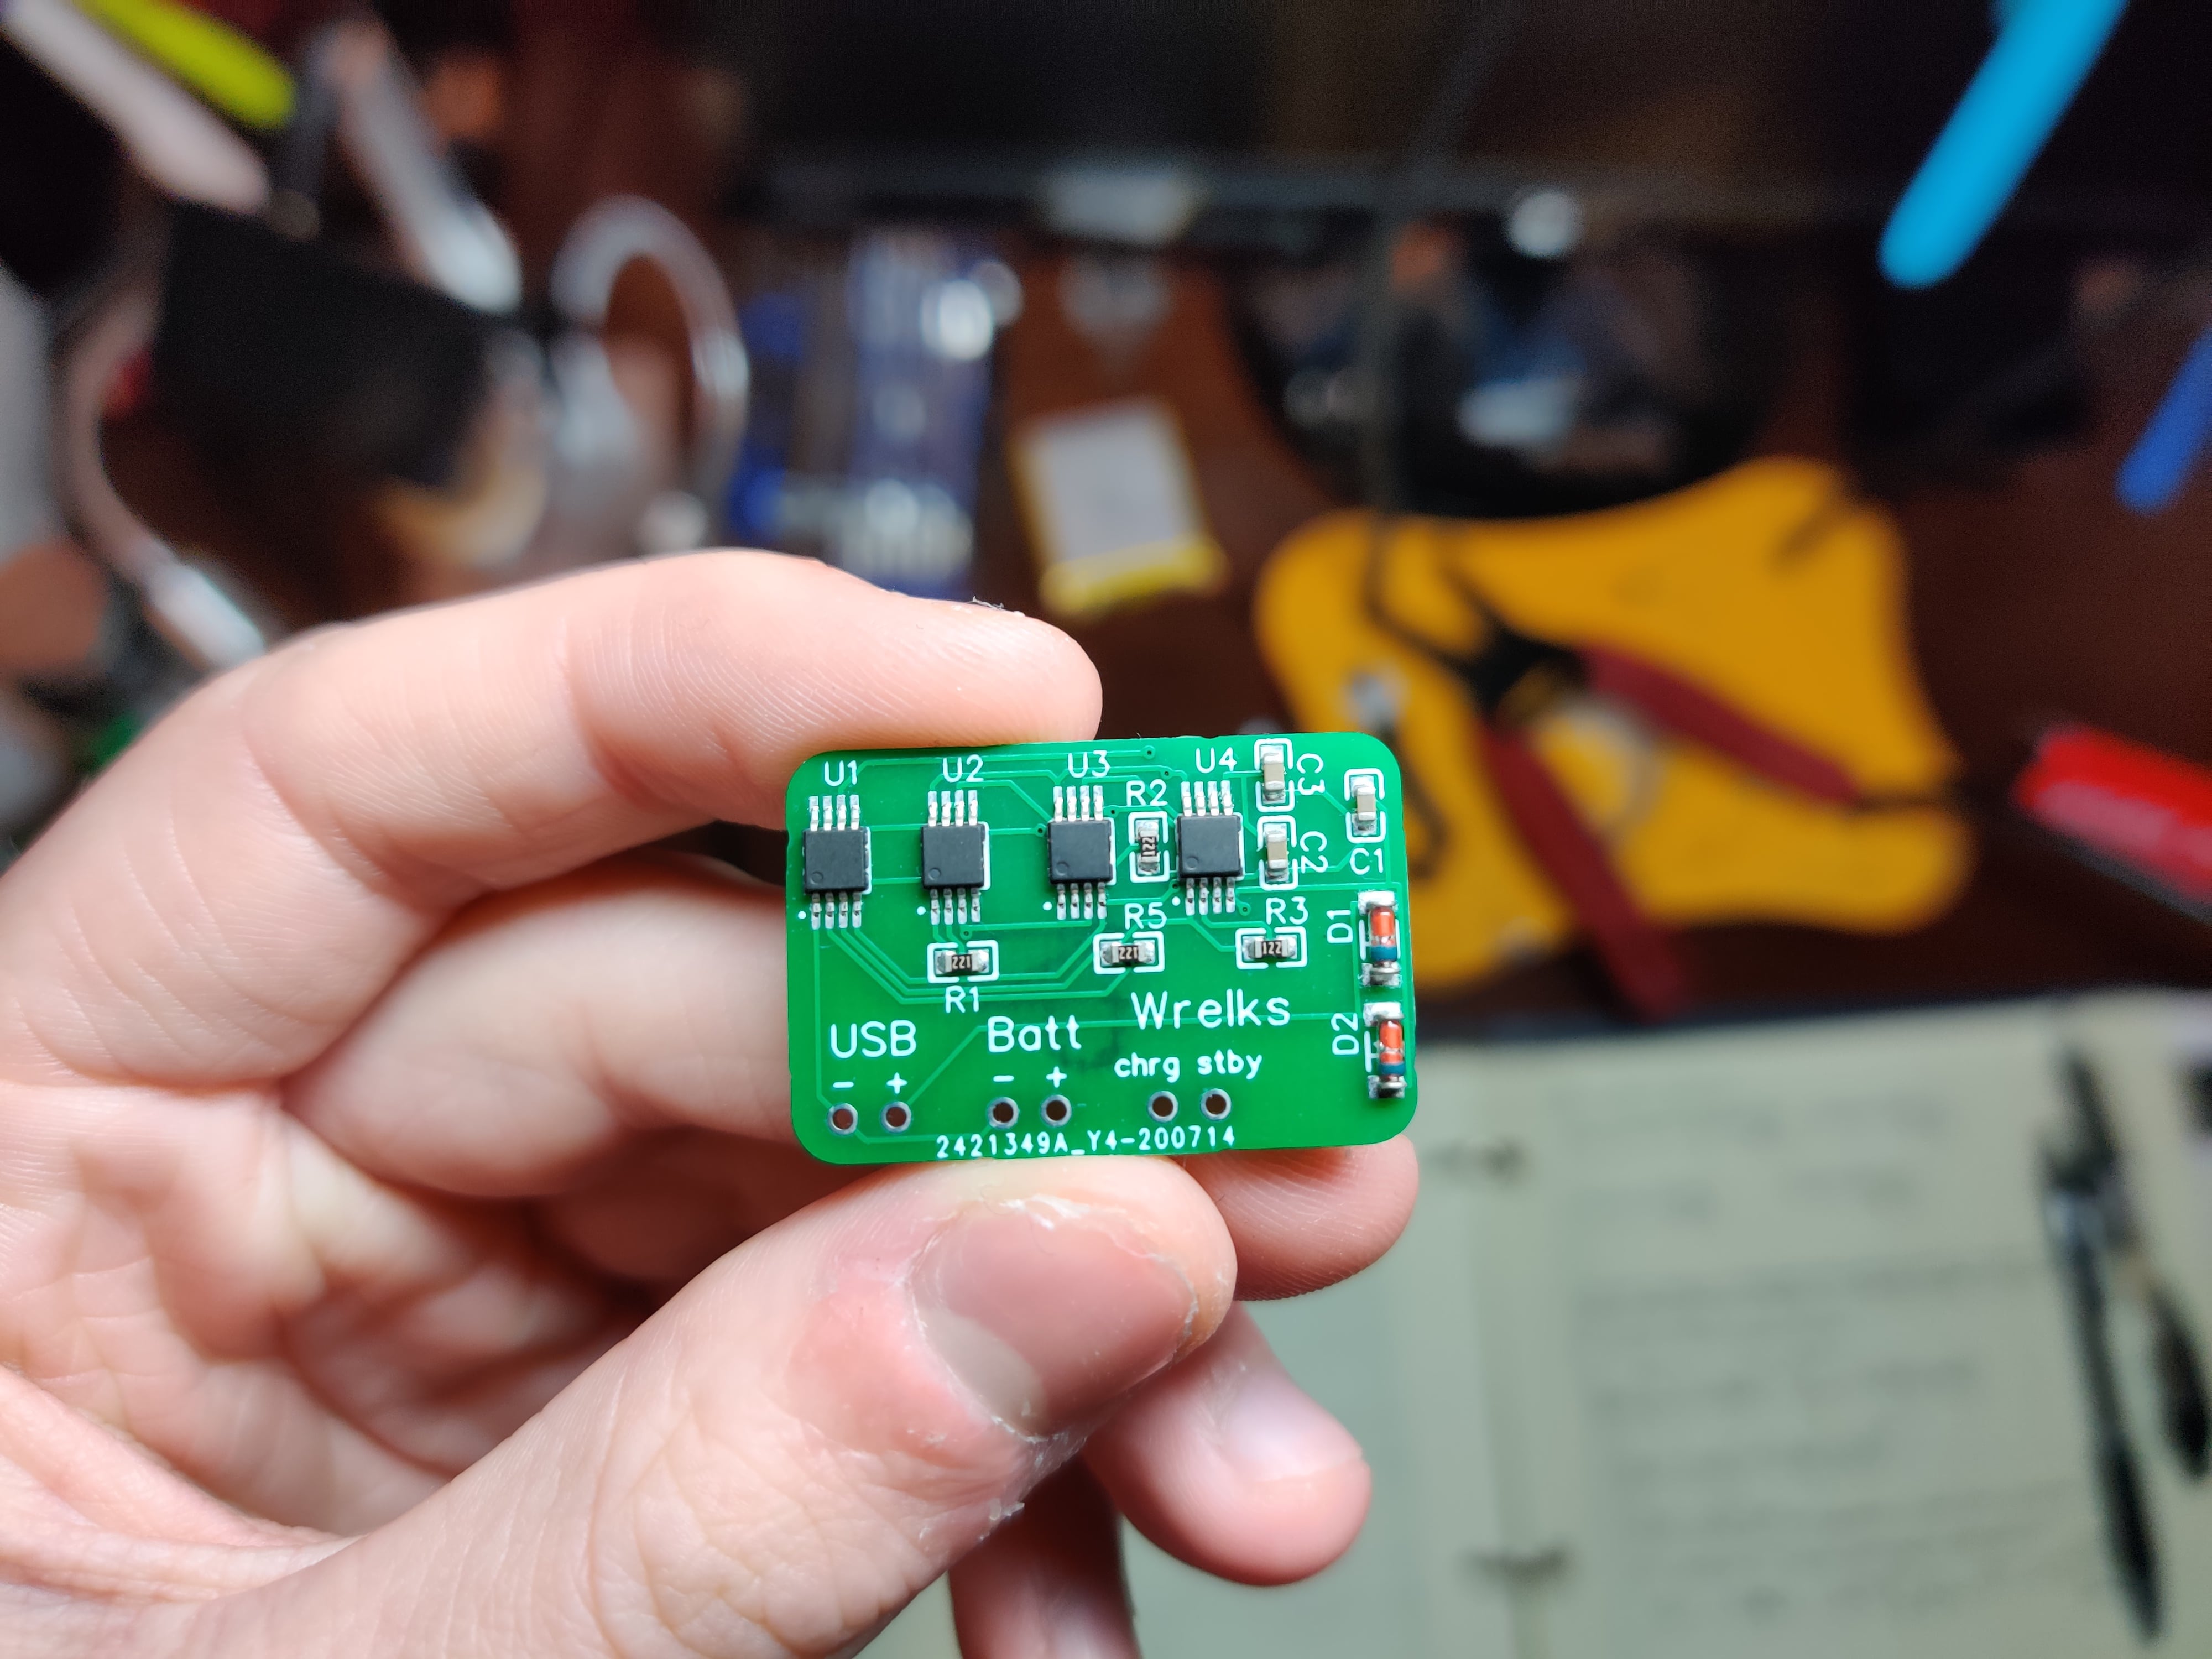 U1 U2 U3 U4
C3
R2
122
C2
C1
R5
R3
D1
221
221
122
R1
Wrelks
USB Batt
D2
chrg stby
- + - +
2421349A_Y4-200714